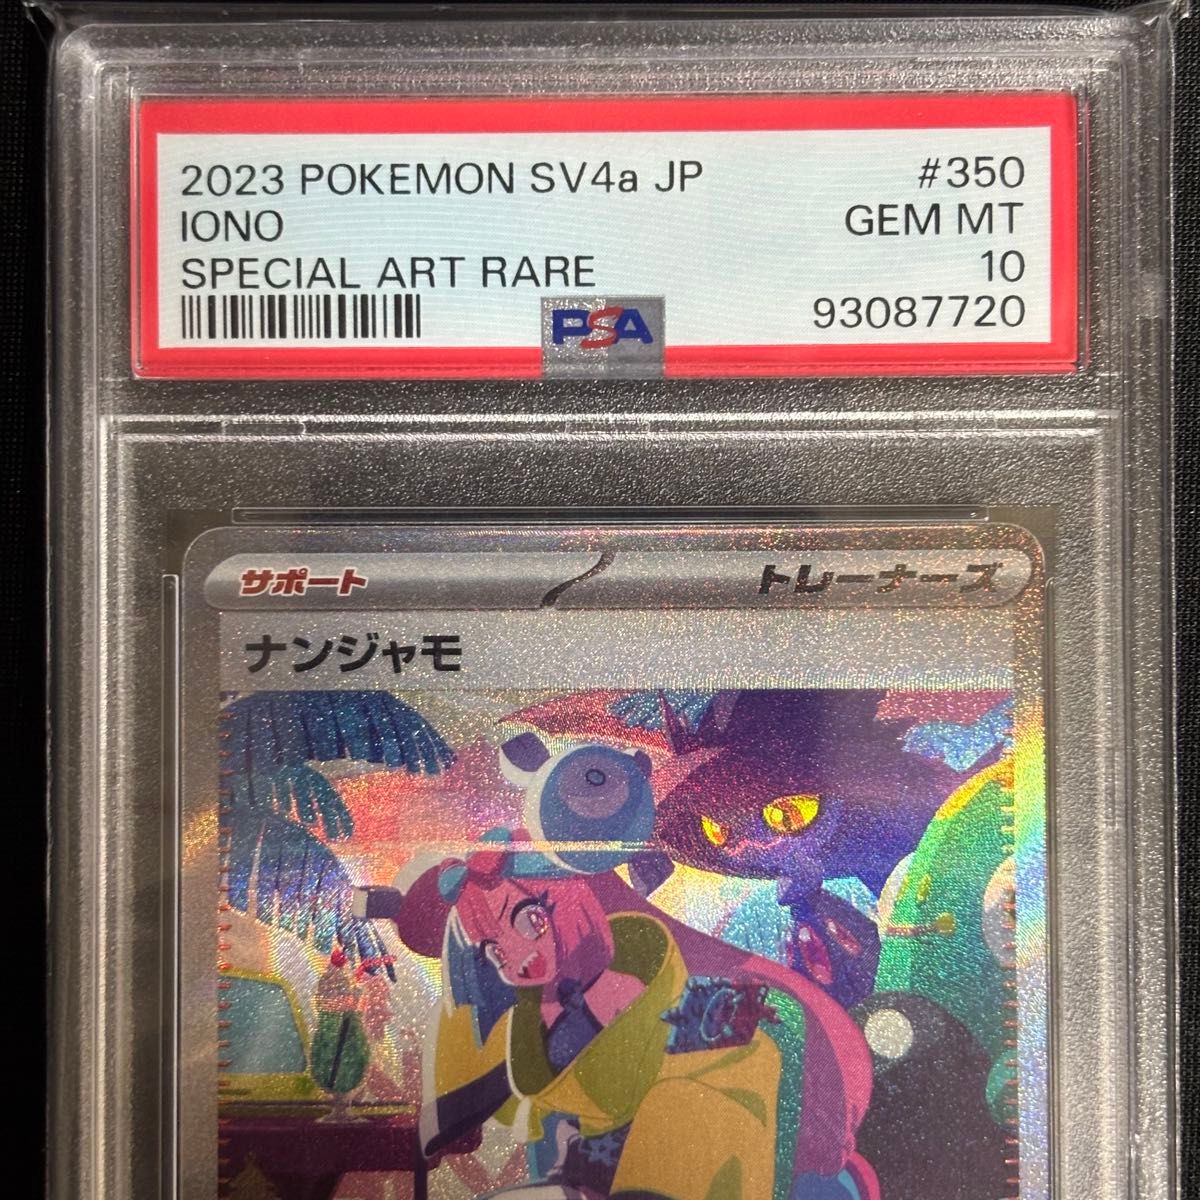 2023 POKEMON SV4a JP #350
IONO GEM MT
SPECIAL ART RARE 10
93087720
PSA
サポート トレーナーズ
ナンジャモ